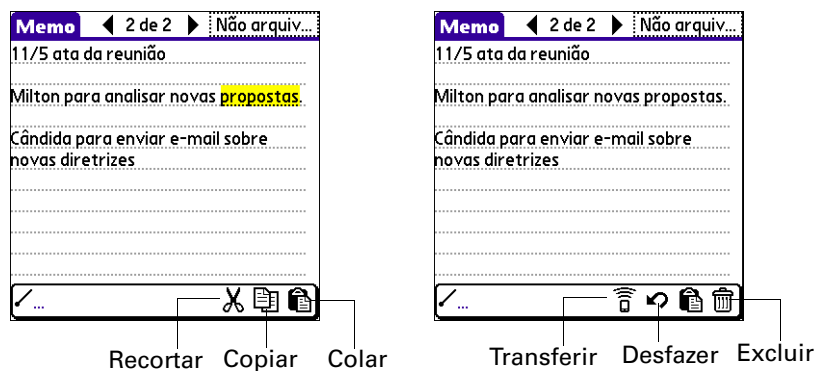 Memo 2 de 2 Não arquiv...
11/5 ata da reunião
Milton para analisar novas propostas.
Cândida para enviar e-mail sobre
novas diretrizes
...
Recortar Copiar Colar
Memo 2 de 2 Não arquiv...
11/5 ata da reunião
Milton para analisar novas propostas.
Cândida para enviar e-mail sobre
novas diretrizes
...
Transferir Desfazer Excluir